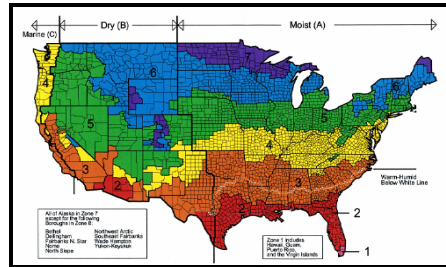 Marine (C)
Dry (B)
Moist (A)
4
5
6
7
6
5
4
3
2
3
2
2
1
Warm-Humid
Below White Line
All of Alaska in Zone 7
except for the following
Boroughs in Zone 8:
Bethel Northwest Arctic
Dellingham Southeast Fairbanks
Fairbanks N. Star Wade Hampton
Nome Yukon-Koyukuk
North Slope
Zone 1 includes
Hawaii, Guam,
Puerto Rico,
and the Virgin Islands